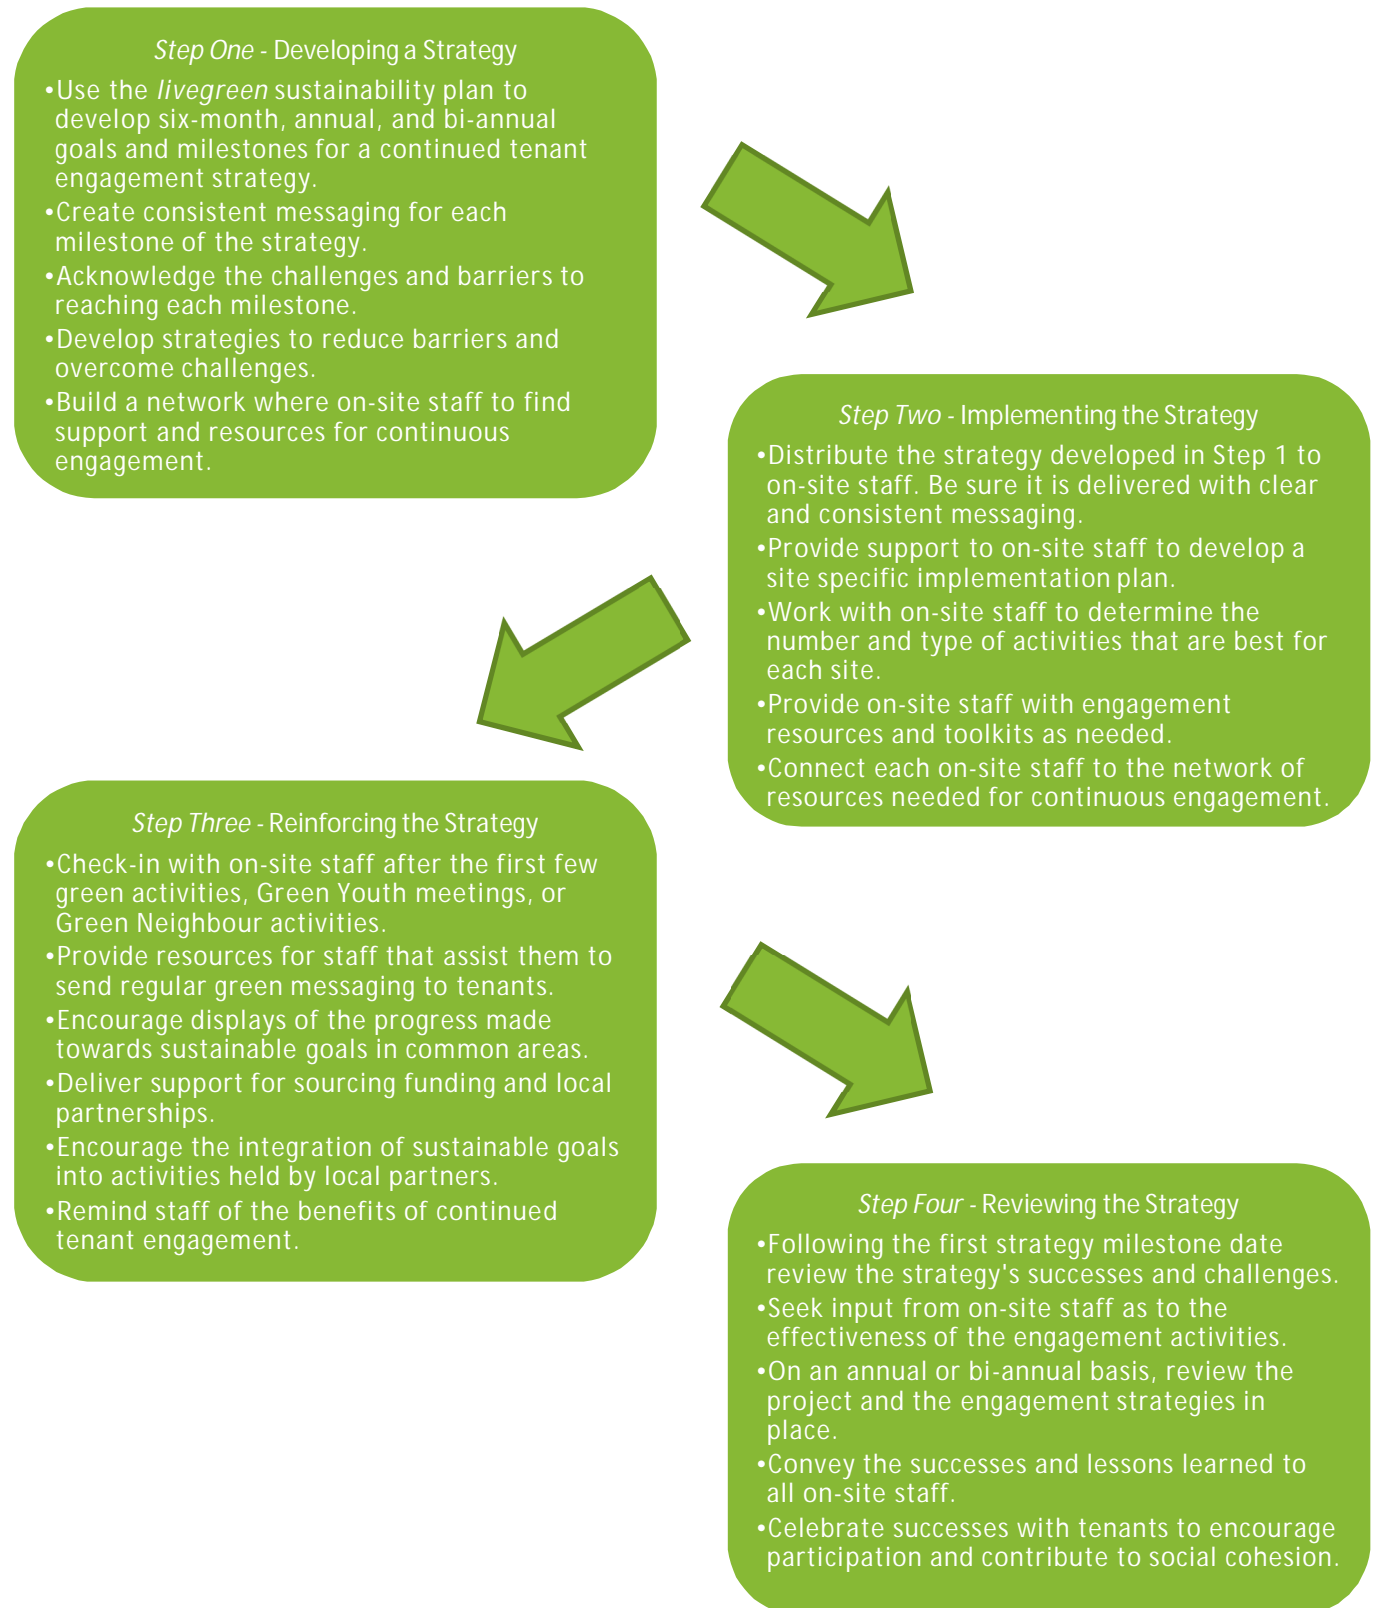 Step One - Developing a Strategy
•Use the livegreen sustainability plan to
develop six-month, annual, and bi-annual
goals and milestones for a continued tenant
engagement strategy.
•Create consistent messaging for each
milestone of the strategy.
•Acknowledge the challenges and barriers to
reaching each milestone.
•Develop strategies to reduce barriers and
overcome challenges.
•Build a network where on-site staff to find
support and resources for continuous
engagement.
Step Two - Implementing the Strategy
•Distribute the strategy developed in Step 1 to
on-site staff. Be sure it is delivered with clear
and consistent messaging.
•Provide support to on-site staff to develop a
site specific implementation plan.
•Work with on-site staff to determine the
number and type of activities that are best for
each site.
•Provide on-site staff with engagement
resources and toolkits as needed.
•Connect each on-site staff to the network of
resources needed for continuous engagement.
Step Three - Reinforcing the Strategy
•Check-in with on-site staff after the first few
green activities, Green Youth meetings, or
Green Neighbour activities.
•Provide resources for staff that assist them to
send regular green messaging to tenants.
•Encourage displays of the progress made
towards sustainable goals in common areas.
•Deliver support for sourcing funding and local
partnerships.
•Encourage the integration of sustainable goals
into activities held by local partners.
•Remind staff of the benefits of continued
tenant engagement.
Step Four - Reviewing the Strategy
•Following the first strategy milestone date
review the strategy's successes and challenges.
•Seek input from on-site staff as to the
effectiveness of the engagement activities.
•On an annual or bi-annual basis, review the
project and the engagement strategies in
place.
•Convey the successes and lessons learned to
all on-site staff.
•Celebrate successes with tenants to encourage
participation and contribute to social cohesion.